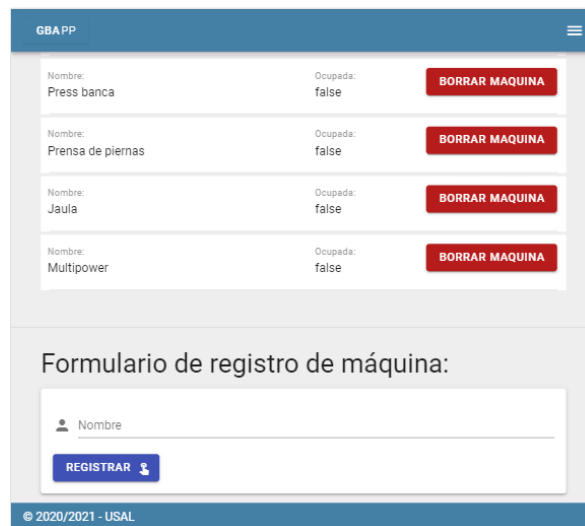 GBAPP
Nombre: Ocupada:
Press banca false BORRAR MAQUINA
Nombre: Ocupada:
Prensa de piernas false BORRAR MAQUINA
Nombre: Ocupada:
Jaula false BORRAR MAQUINA
Nombre: Ocupada:
Multipower false BORRAR MAQUINA
Formulario de registro de máquina:
Nombre
REGISTRAR
© 2020/2021 - USAL